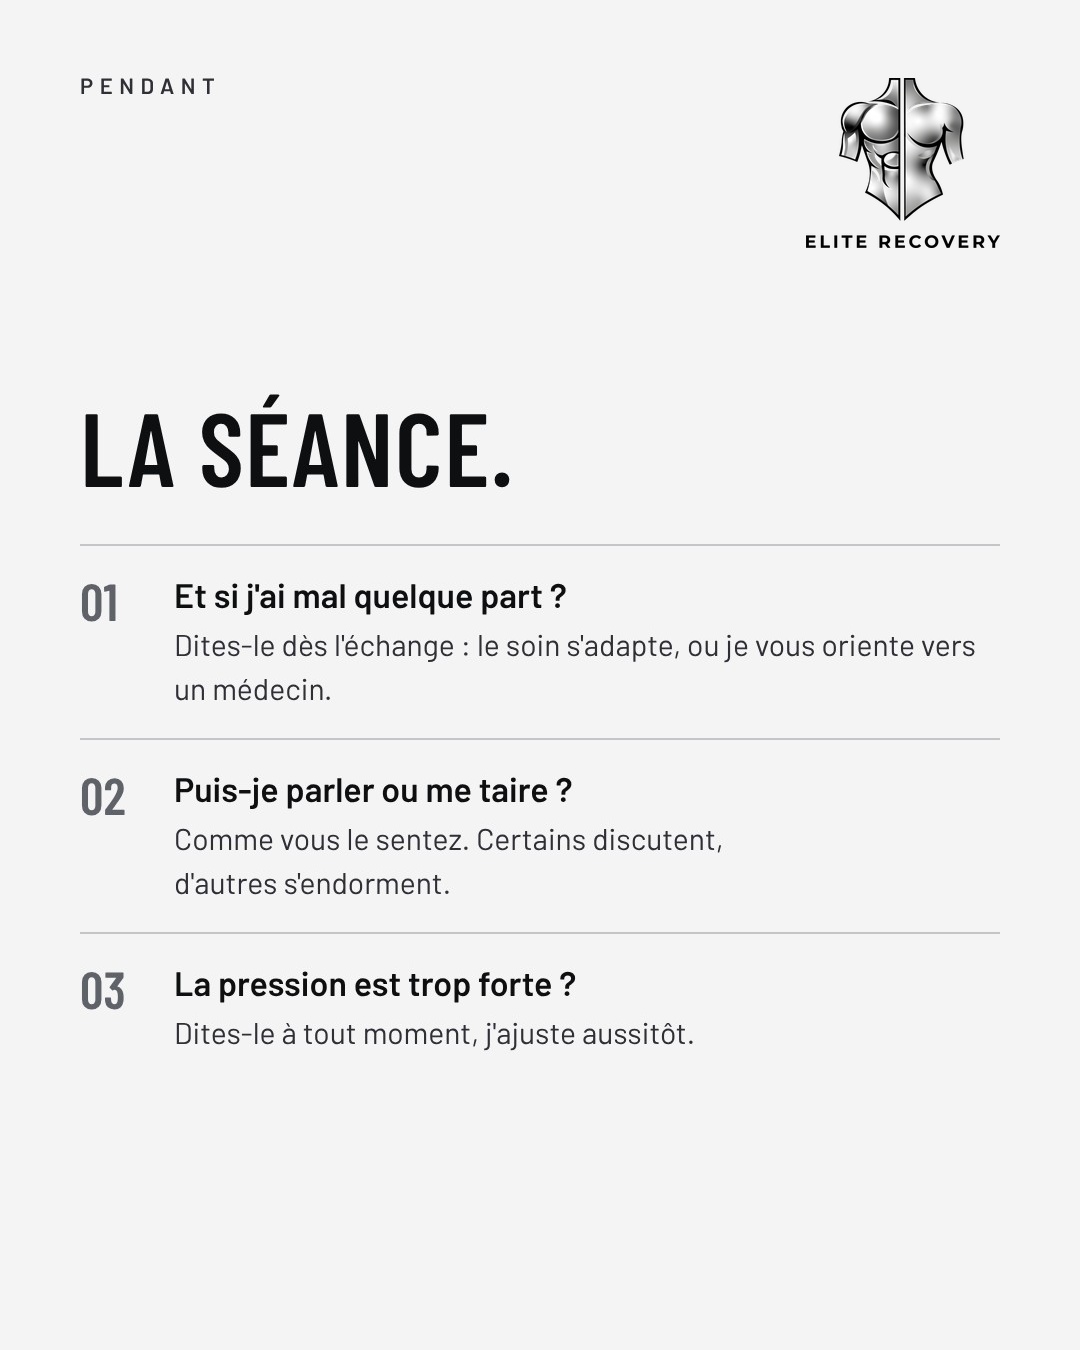 PENDANT
ELITE RECOVERY
LA SÉANCE.
01
Et si j'ai mal quelque part ?
Dites-le dès l'échange : le soin s'adapte, ou je vous oriente vers
un médecin.
02
Puis-je parler ou me taire ?
Comme vous le sentez. Certains discutent,
d'autres s'endorment.
03
La pression est trop forte ?
Dites-le à tout moment, j'ajuste aussitôt.